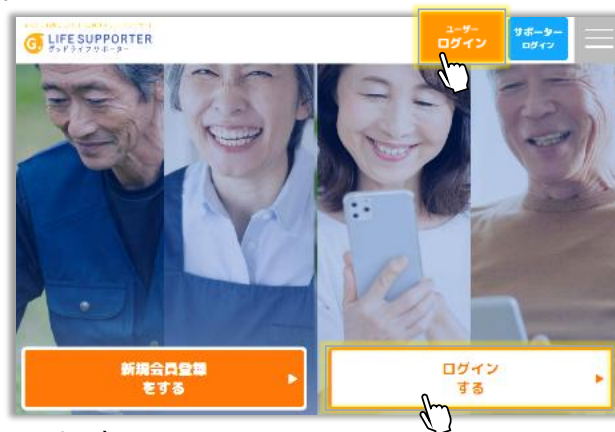 G. LIFE SUPPORTER
グッドライフサポーター
ユーザー
ログイン
サポーター
ログイン
新規会員登録
をする
ログイン
する